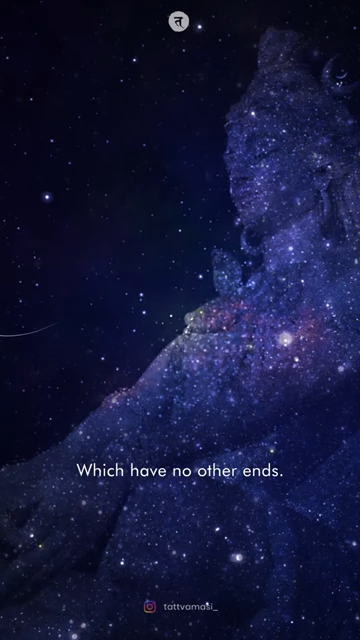 त
Which have no other ends.
tattvamasi_